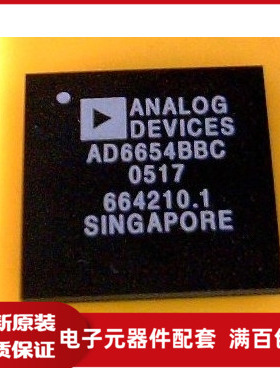 ANALOG
DEVICES
AD6654BBC
0517
664210.1
SINGAPORE
新原装
质保证
电子元器件配套 满百包